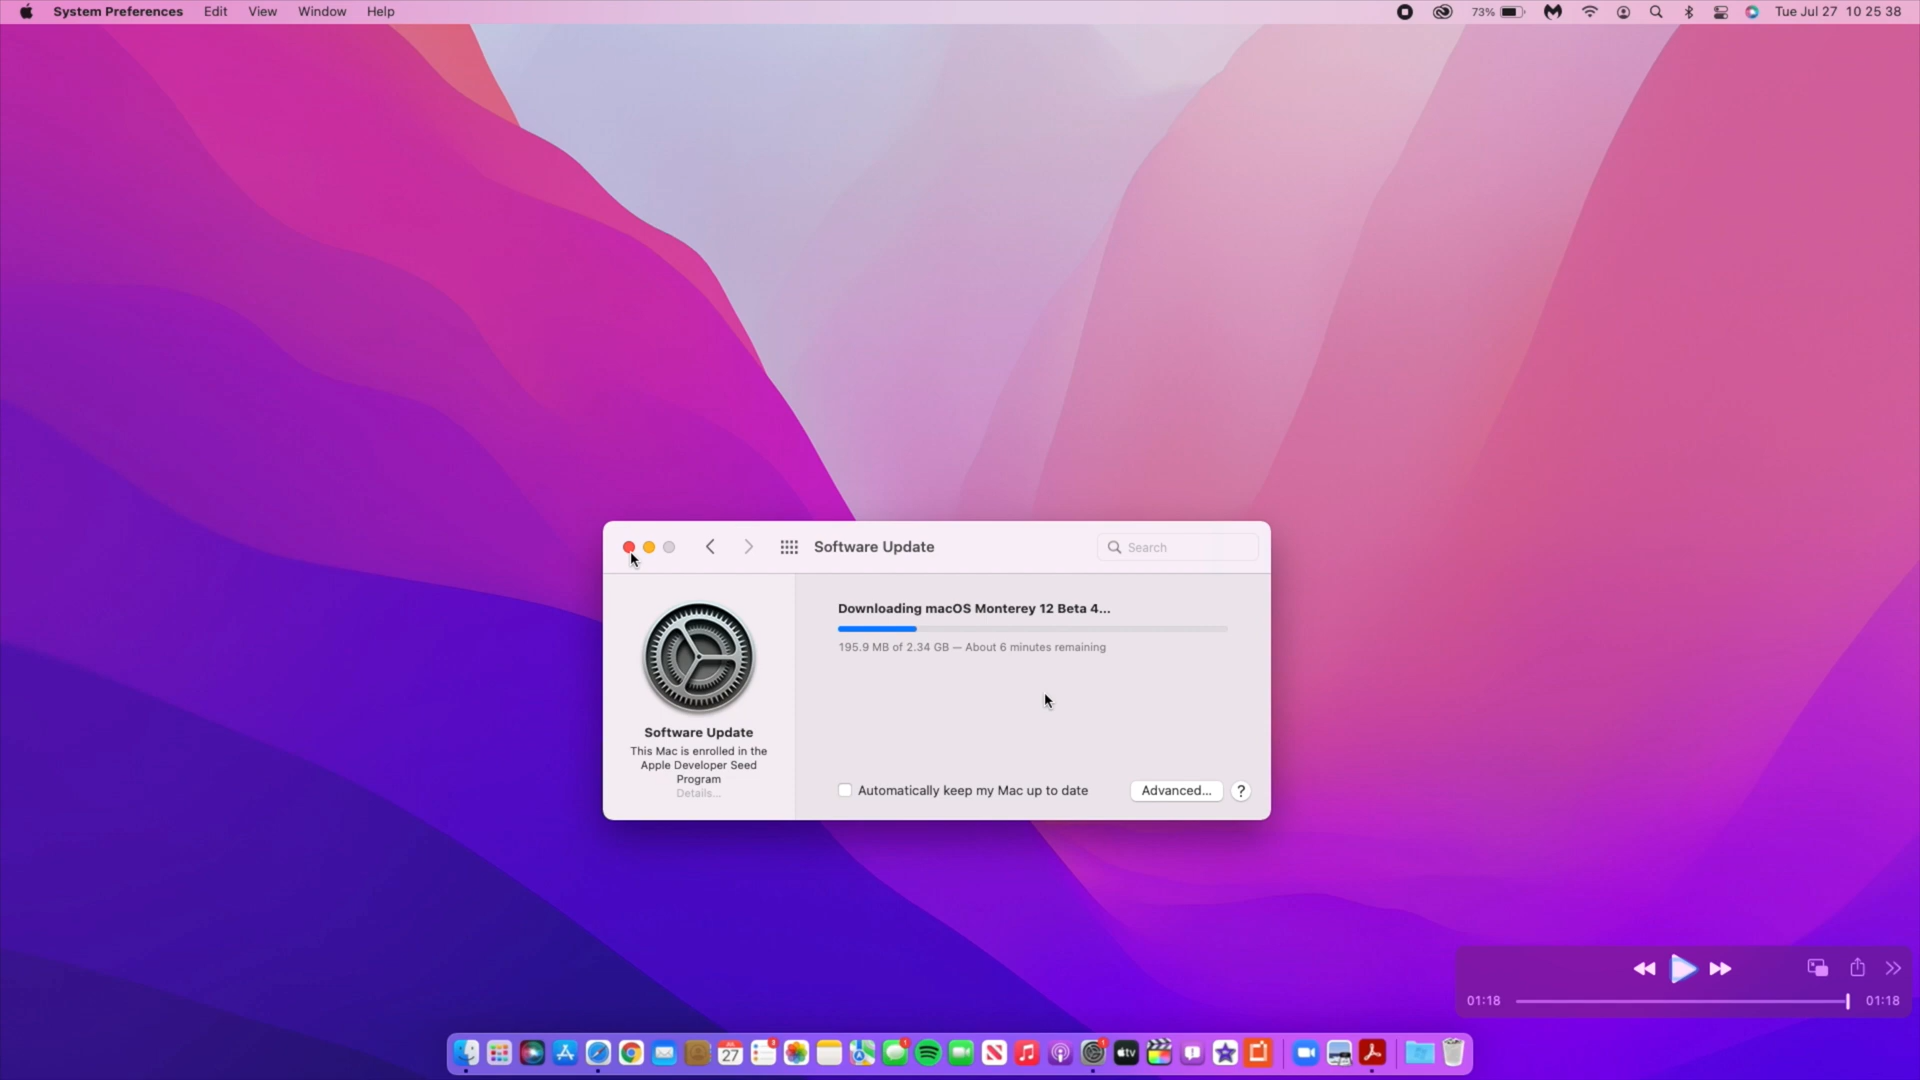 System Preferences Edit View Window Help 73% Tue Jul 27 10 25 38
Software Update Search
Downloading macOS Monterey 12 Beta 4...
195.9 MB of 2.34 GB — About 6 minutes remaining
Software Update
This Mac is enrolled in the
Apple Developer Seed
Program
Details...
Automatically keep my Mac up to date Advanced... ?
01:18 01:18
27 tv